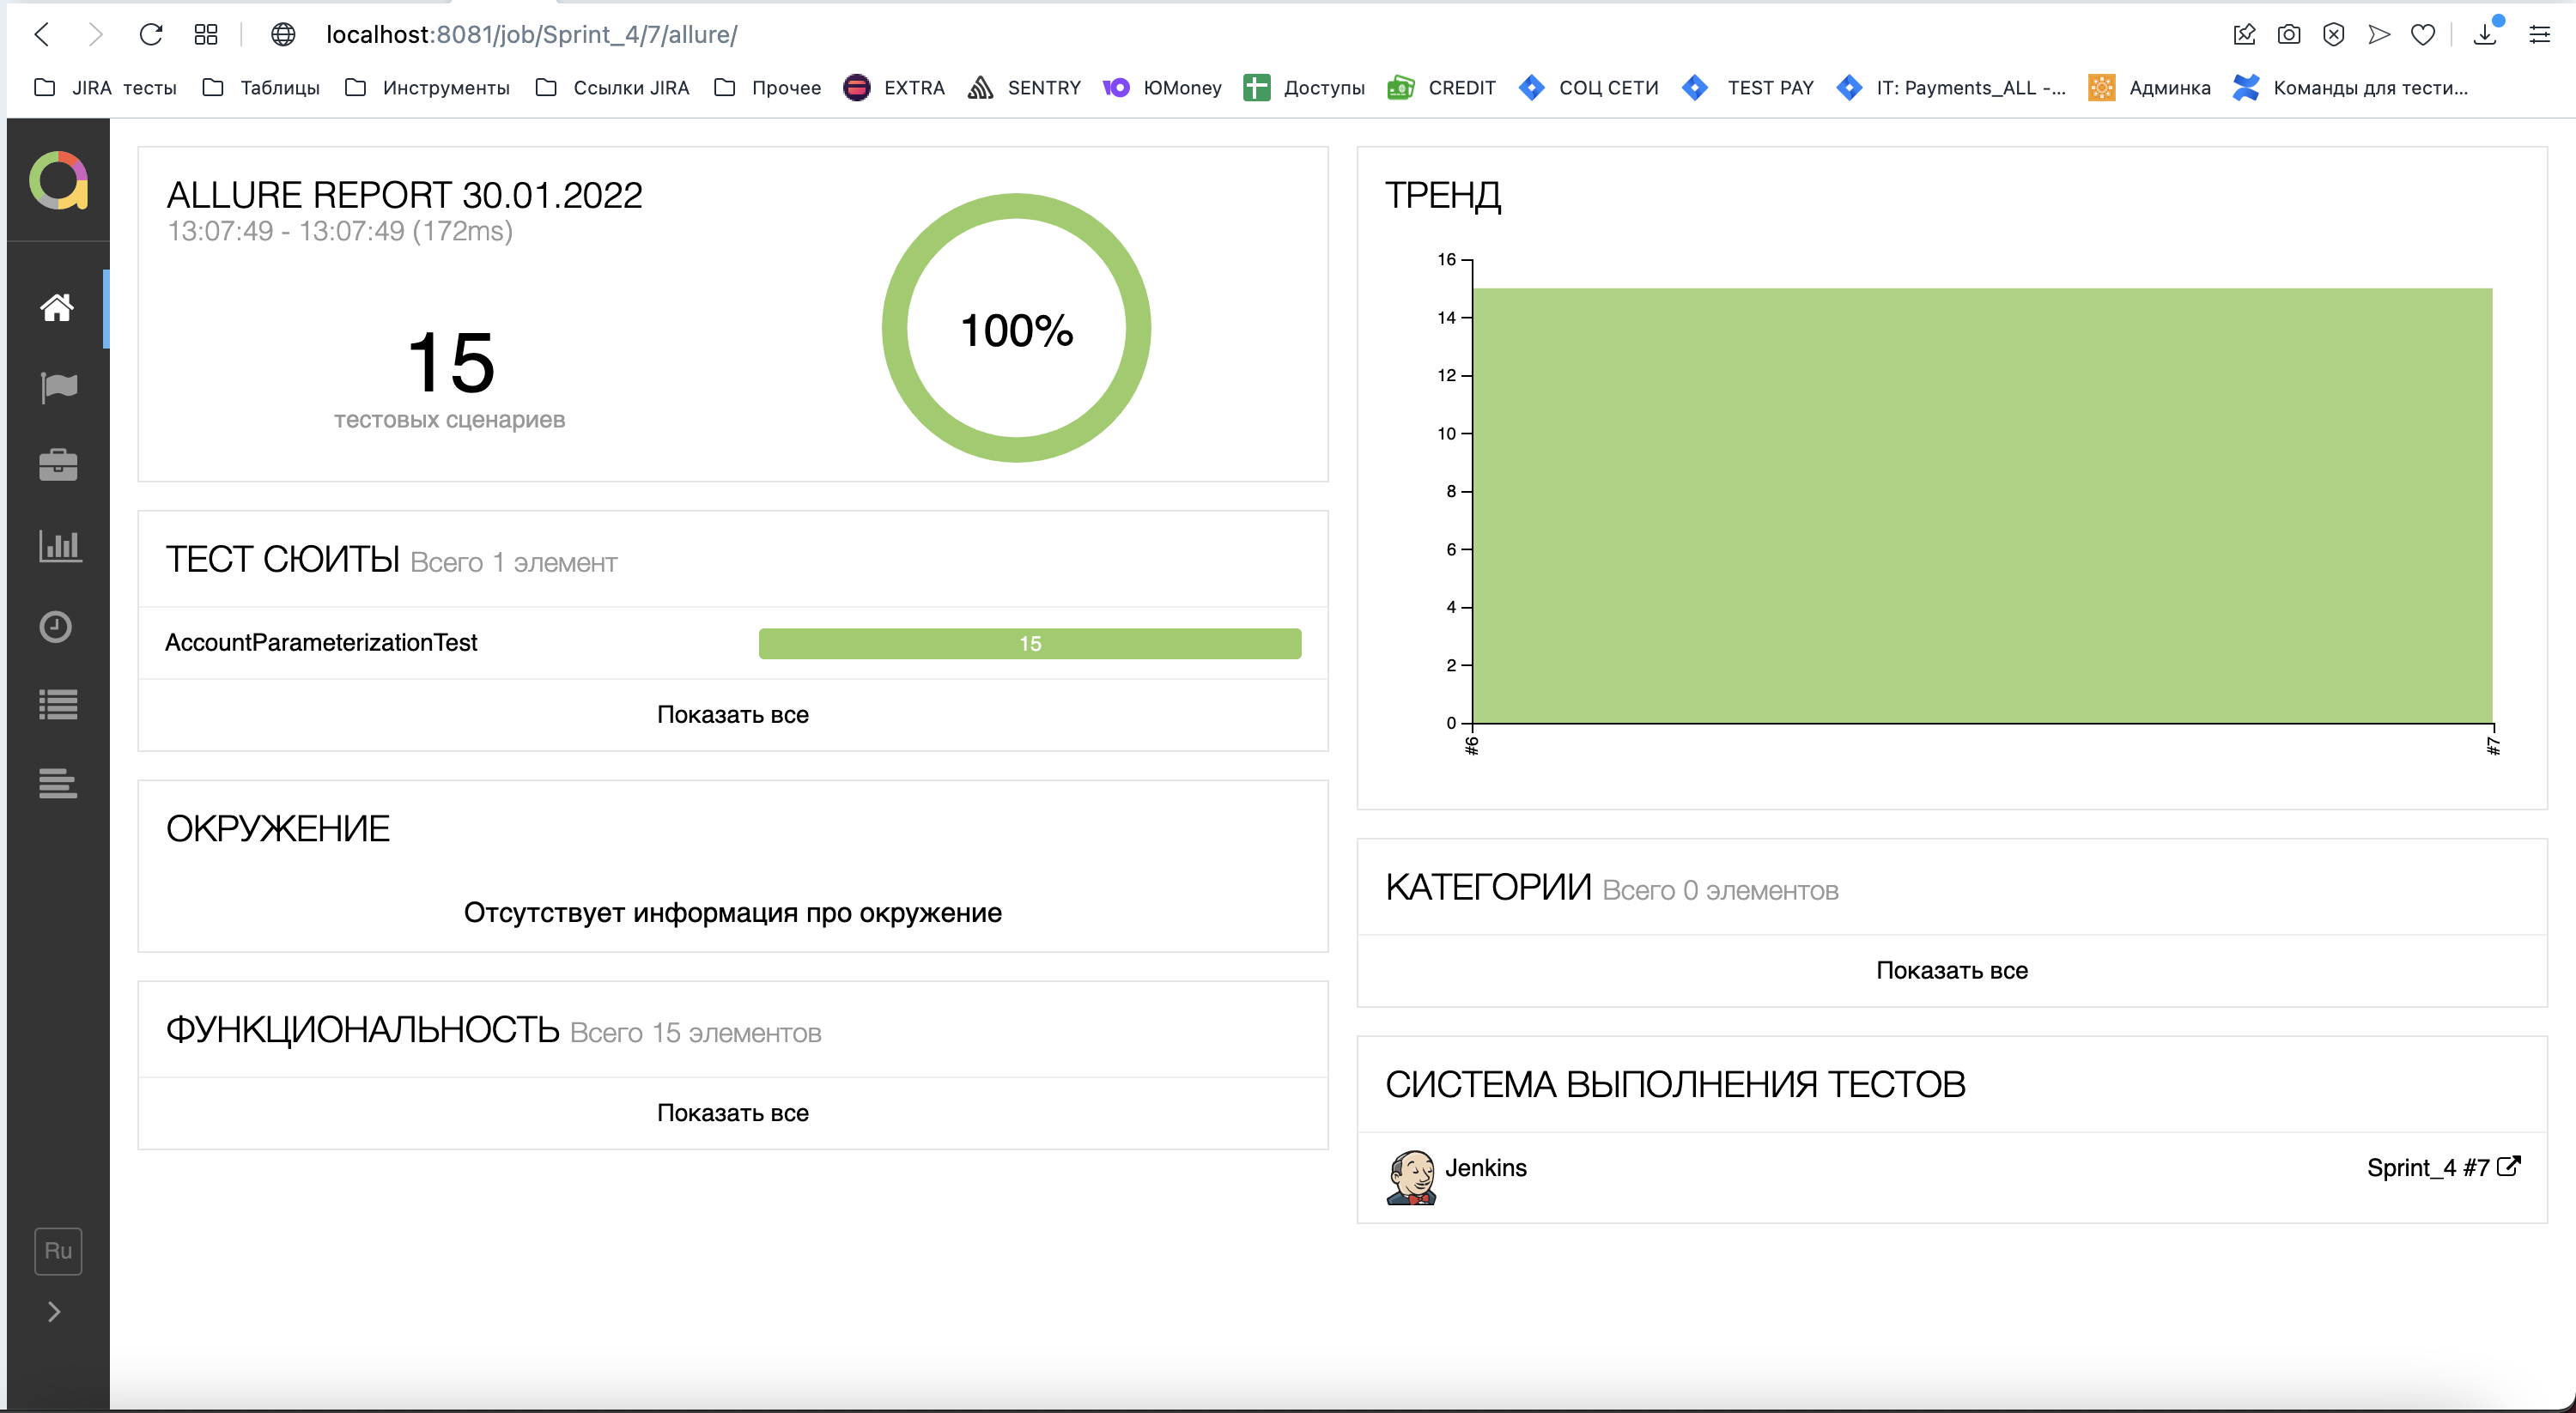 localhost:8081/job/Sprint_4/7/allure/
JIRA тесты Таблицы Инструменты Ссылки JIRA Прочее EXTRA SENTRY ЮMoney Доступы CREDIT СОЦ СЕТИ TEST PAY IT: Payments_ALL -... Админка Команды для тести...
ALLURE REPORT 30.01.2022
13:07:49 - 13:07:49 (172ms)
15
тестовых сценариев
100%
ТЕСТ СЮИТЫ Всего 1 элемент
AccountParameterizationTest 15
Показать все
ОКРУЖЕНИЕ
Отсутствует информация про окружение
ФУНКЦИОНАЛЬНОСТЬ Всего 15 элементов
Показать все
ТРЕНД
16
14
12
10
8
6
4
2
0
#6 #7
КАТЕГОРИИ Всего 0 элементов
Показать все
СИСТЕМА ВЫПОЛНЕНИЯ ТЕСТОВ
Jenkins Sprint_4 #7
Ru